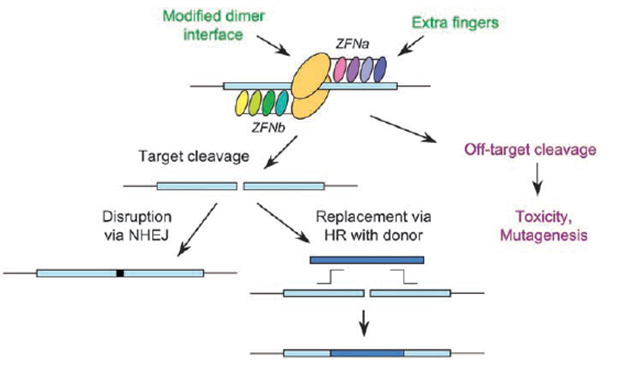 Modified dimer
interface
Extra fingers
ZFNa
ZFNb
Target cleavage
Off-target cleavage
Disruption
via NHEJ
Replacement via
HR with donor
Toxicity,
Mutagenesis